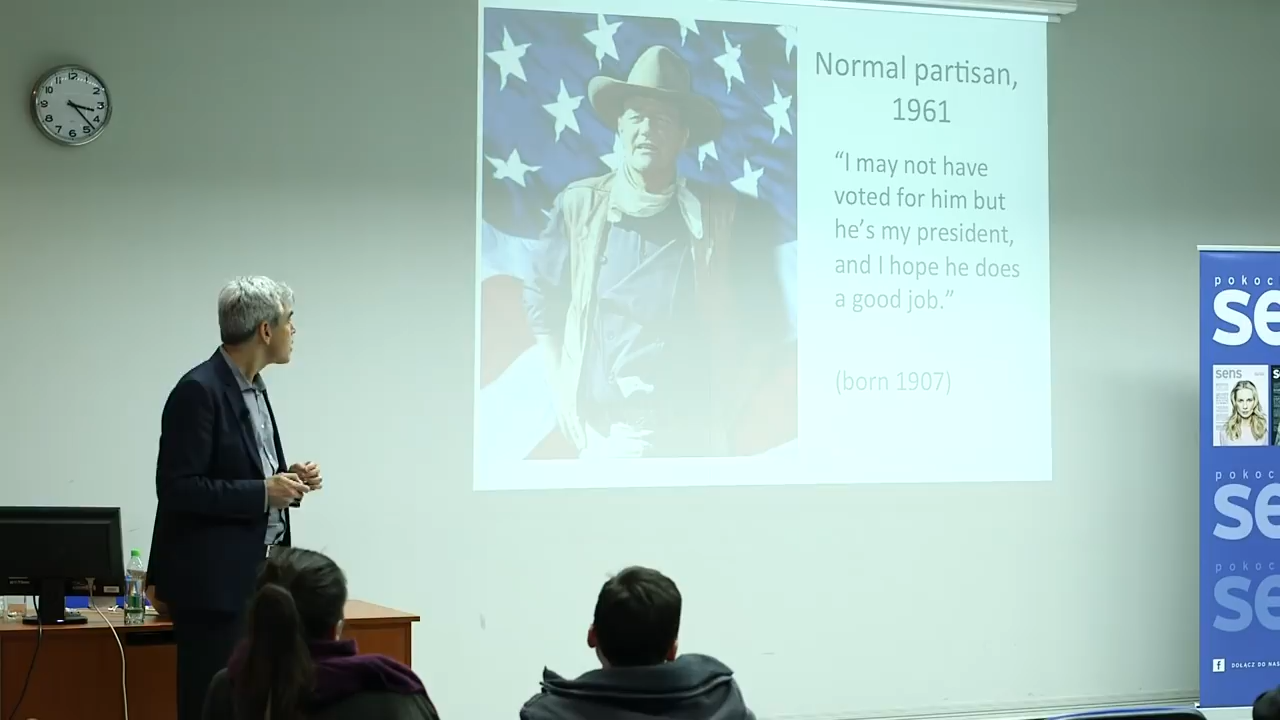 Normal partisan,
1961
“I may not have
voted for him but
he’s my president,
and I hope he does
a good job.”
(born 1907)
pokoc
se
sens
pokoc
se
pokoc
se
f DOŁĄCZ DO NAS